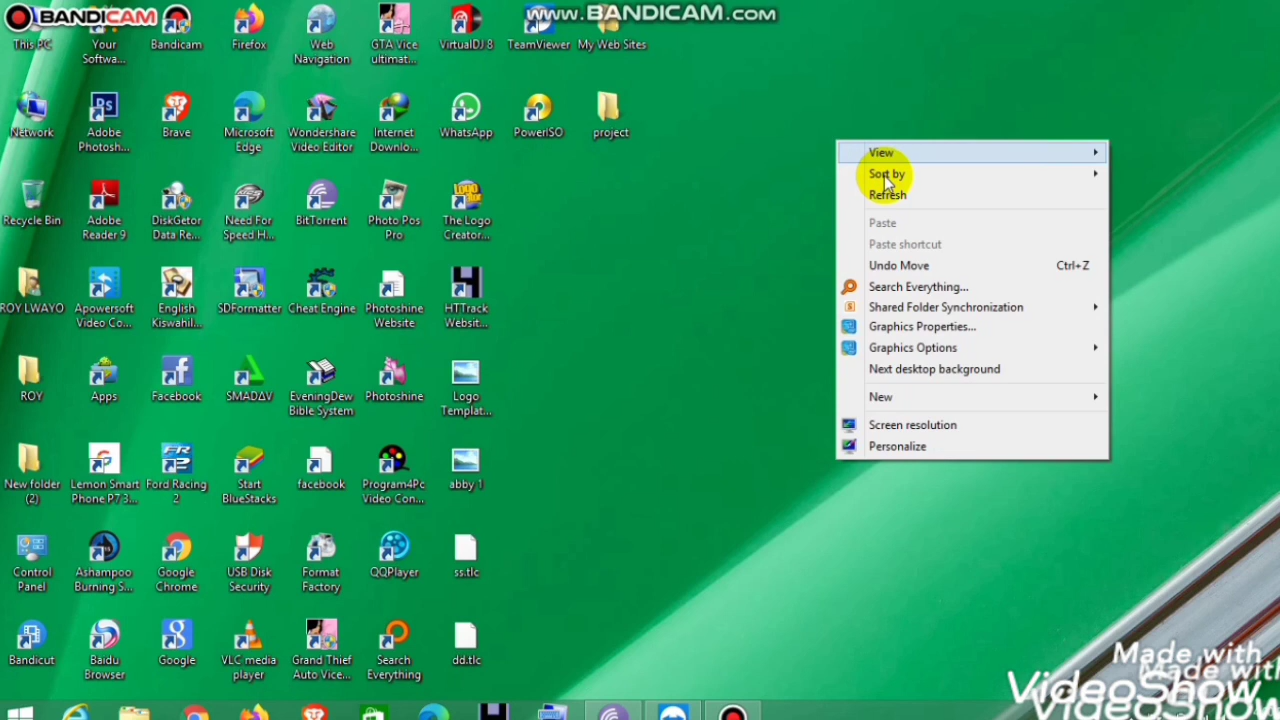 BANDICAM
www.BANDICAM.com
This PC
Your
Softwa...
Bandicam
Firefox
Web
Navigation
GTA Vice
ultimat...
VirtualDJ 8
TeamViewer
My Web Sites
Network
Adobe
Photosh...
Brave
Microsoft
Edge
Wondershare
Video Editor
Internet
Downlo...
WhatsApp
PowerISO
project
Recycle Bin
Adobe
Reader 9
DiskGetor
Data Re...
Need For
Speed H...
BitTorrent
Photo Pos
Pro
The Logo
Creator...
ROY LWAYO
Apowersoft
Video Co...
English
Kiswahil...
SDFormatter
Cheat Engine
Photoshine
Website
HTTrack
Website...
ROY
Apps
Facebook
SMADΔV
EveningDew
Bible System
Photoshine
Logo
Templat...
New folder
(2)
Lemon Smart
Phone P7 3...
Ford Racing
2
Start
BlueStacks
facebook
Program4Pc
Video Con...
abby 1
Control
Panel
Ashampoo
Burning S...
Google
Chrome
USB Disk
Security
Format
Factory
QQPlayer
ss.tlc
Bandicut
Baidu
Browser
Google
VLC media
player
Grand Thief
Auto Vice...
Search
Everything
dd.tlc
View
Sort by
Refresh
Paste
Paste shortcut
Undo Move Ctrl+Z
Search Everything...
Shared Folder Synchronization
Graphics Properties...
Graphics Options
Next desktop background
New
Screen resolution
Personalize
Made with
Made with
VideoShow